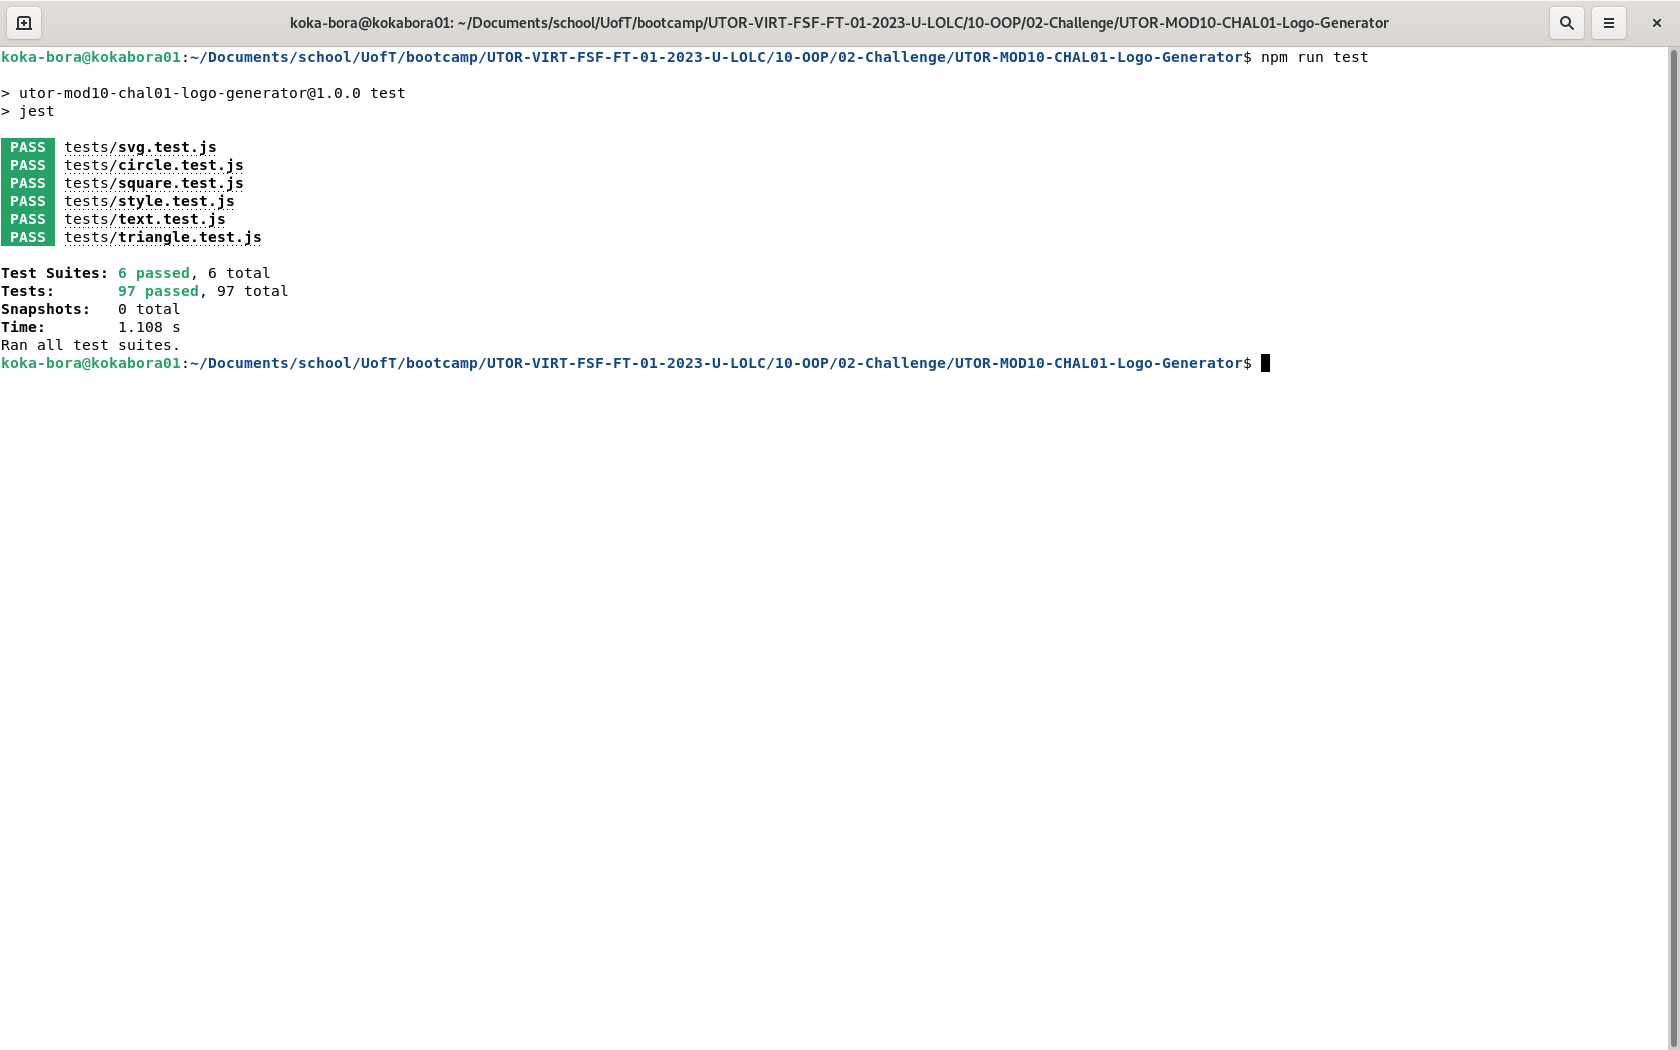 koka-bora@kokabora01: ~/Documents/school/UofT/bootcamp/UTOR-VIRT-FSF-FT-01-2023-U-LOLC/10-OOP/02-Challenge/UTOR-MOD10-CHAL01-Logo-Generator
koka-bora@kokabora01:~/Documents/school/UofT/bootcamp/UTOR-VIRT-FSF-FT-01-2023-U-LOLC/10-OOP/02-Challenge/UTOR-MOD10-CHAL01-Logo-Generator$ npm run test
> utor-mod10-chal01-logo-generator@1.0.0 test
> jest
PASS tests/svg.test.js
PASS tests/circle.test.js
PASS tests/square.test.js
PASS tests/style.test.js
PASS tests/text.test.js
PASS tests/triangle.test.js
Test Suites: 6 passed, 6 total
Tests: 97 passed, 97 total
Snapshots: 0 total
Time: 1.108 s
Ran all test suites.
koka-bora@kokabora01:~/Documents/school/UofT/bootcamp/UTOR-VIRT-FSF-FT-01-2023-U-LOLC/10-OOP/02-Challenge/UTOR-MOD10-CHAL01-Logo-Generator$